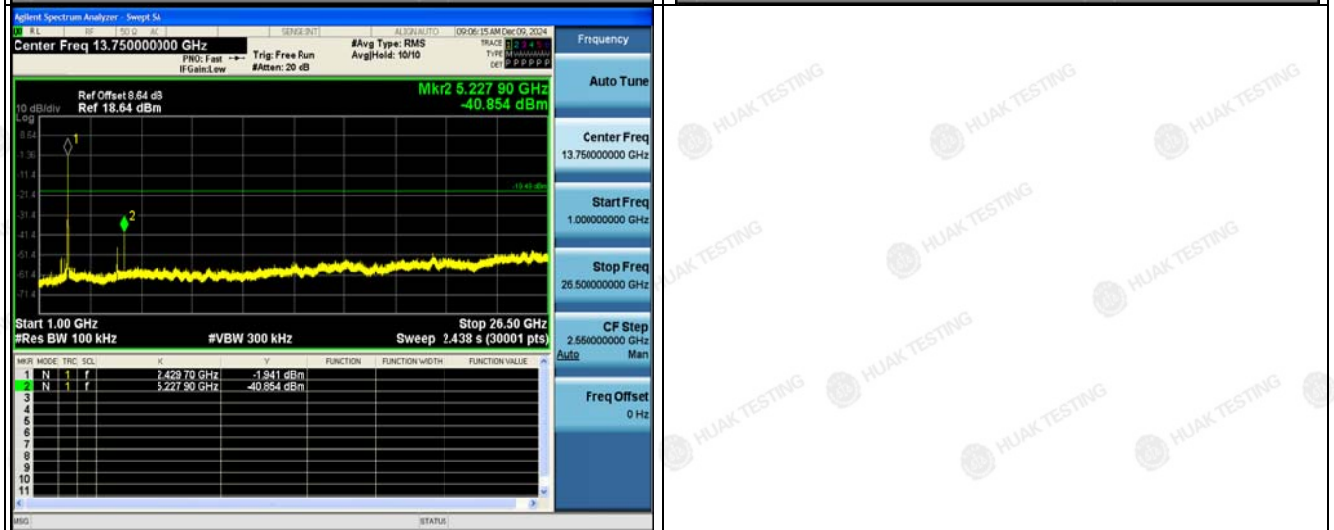 Agilent Spectrum Analyzer - Swept SA
RL RF 50 Ω AC SENSE:INT ALIGNAUTO 09:06:15 AM Dec 09, 2024
Center Freq 13.750000000 GHz
PNO: Fast
IFGain:Low
Trig: Free Run
#Atten: 20 dB
#Avg Type: RMS
Avg|Hold: 10/10
TRACE 1 2 3 4 5 6
TYPE M
DET P P P P P P
Frequency
Auto Tune
Mkr2 5.227 90 GHz
-40.854 dBm
Ref Offset 8.64 dB
10 dB/div Ref 18.64 dBm
Log
8.64
-1.36
-11.4
-21.4
-31.4
-41.4
-51.4
-61.4
-71.4
1
2
Center Freq
13.750000000 GHz
Start Freq
1.000000000 GHz
Stop Freq
26.500000000 GHz
Start 1.00 GHz
Stop 26.50 GHz
#Res BW 100 kHz #VBW 300 kHz Sweep 2.438 s (30001 pts)
CF Step
2.550000000 GHz
Auto Man
MKR MODE TRC SCL X Y FUNCTION FUNCTION WIDTH FUNCTION VALUE
1 N 1 f 2.429 70 GHz -1.941 dBm
2 N 1 f 5.227 90 GHz -40.854 dBm
3
4
5
6
7
8
9
10
11
Freq Offset
0 Hz
MSG STATUS
HUAK TESTING
HUAK TESTING
HUAK TESTING
HUAK TESTING
HUAK TESTING
HUAK TESTING
HUAK TESTING
HUAK TESTING
HUAK TESTING
HUAK TESTING